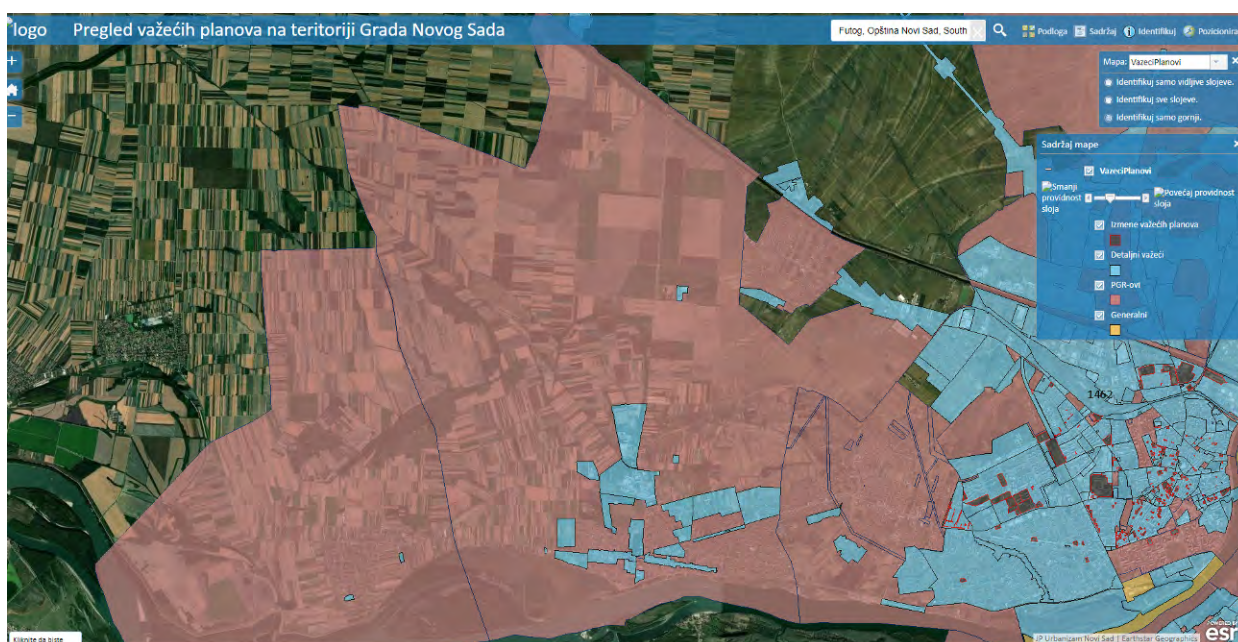 logo Pregled važećih planova na teritoriji Grada Novog Sada
Futog, Opština Novi Sad, South
Podloga Sadržaj Identifikuj Pozicionira
+
−
Mapa: VazeciPlanovi
Identifikuj samo vidljive slojeve.
Identifikuj sve slojeve.
Identifikuj samo gornji.
Sadržaj mape
VazeciPlanovi
Smanji providnost sloja
Povećaj providnost sloja
Izmene važećih planova
Detaljni važeći
PGR-ovi
Generalni
1462
Kliknite da biste
JP Urbanizam Novi Sad | Earthstar Geographics
POWERED BY
esri